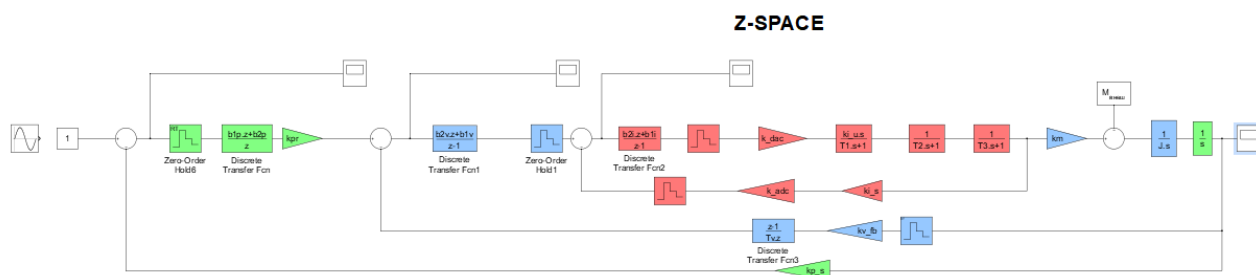 Z-SPACE
1
Zero-Order
Hold6
b1p.z+b2p
z
Discrete
Transfer Fcn
kpr
b2v.z+b1v
z-1
Discrete
Transfer Fcn1
Zero-Order
Hold1
b2i.z+b1i
z-1
Discrete
Transfer Fcn2
k_dac
ki_u.s
T1.s+1
1
T2.s+1
1
T3.s+1
km
M
1
J.s
1
s
k_adc
ki_s
z-1
Tv.z
Discrete
Transfer Fcn3
kv_fb
kp_s